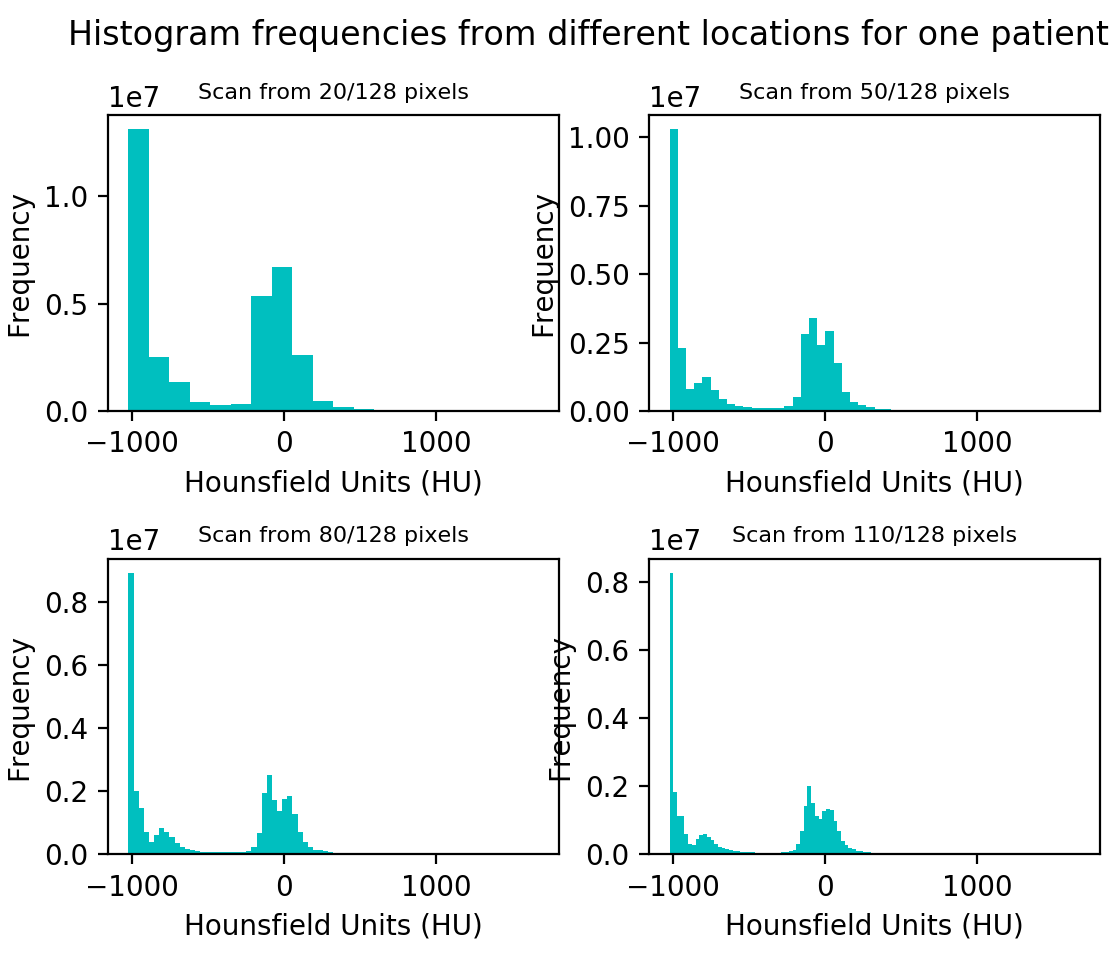 Histogram frequencies from different locations for one patient
Scan from 20/128 pixels
1e7
1.0
0.5
0.0
Frequency
−1000 0 1000
Hounsfield Units (HU)
Scan from 50/128 pixels
1e7
1.00
0.75
0.50
0.25
0.00
Frequency
−1000 0 1000
Hounsfield Units (HU)
Scan from 80/128 pixels
1e7
0.8
0.6
0.4
0.2
0.0
Frequency
−1000 0 1000
Hounsfield Units (HU)
Scan from 110/128 pixels
1e7
0.8
0.6
0.4
0.2
0.0
Frequency
−1000 0 1000
Hounsfield Units (HU)